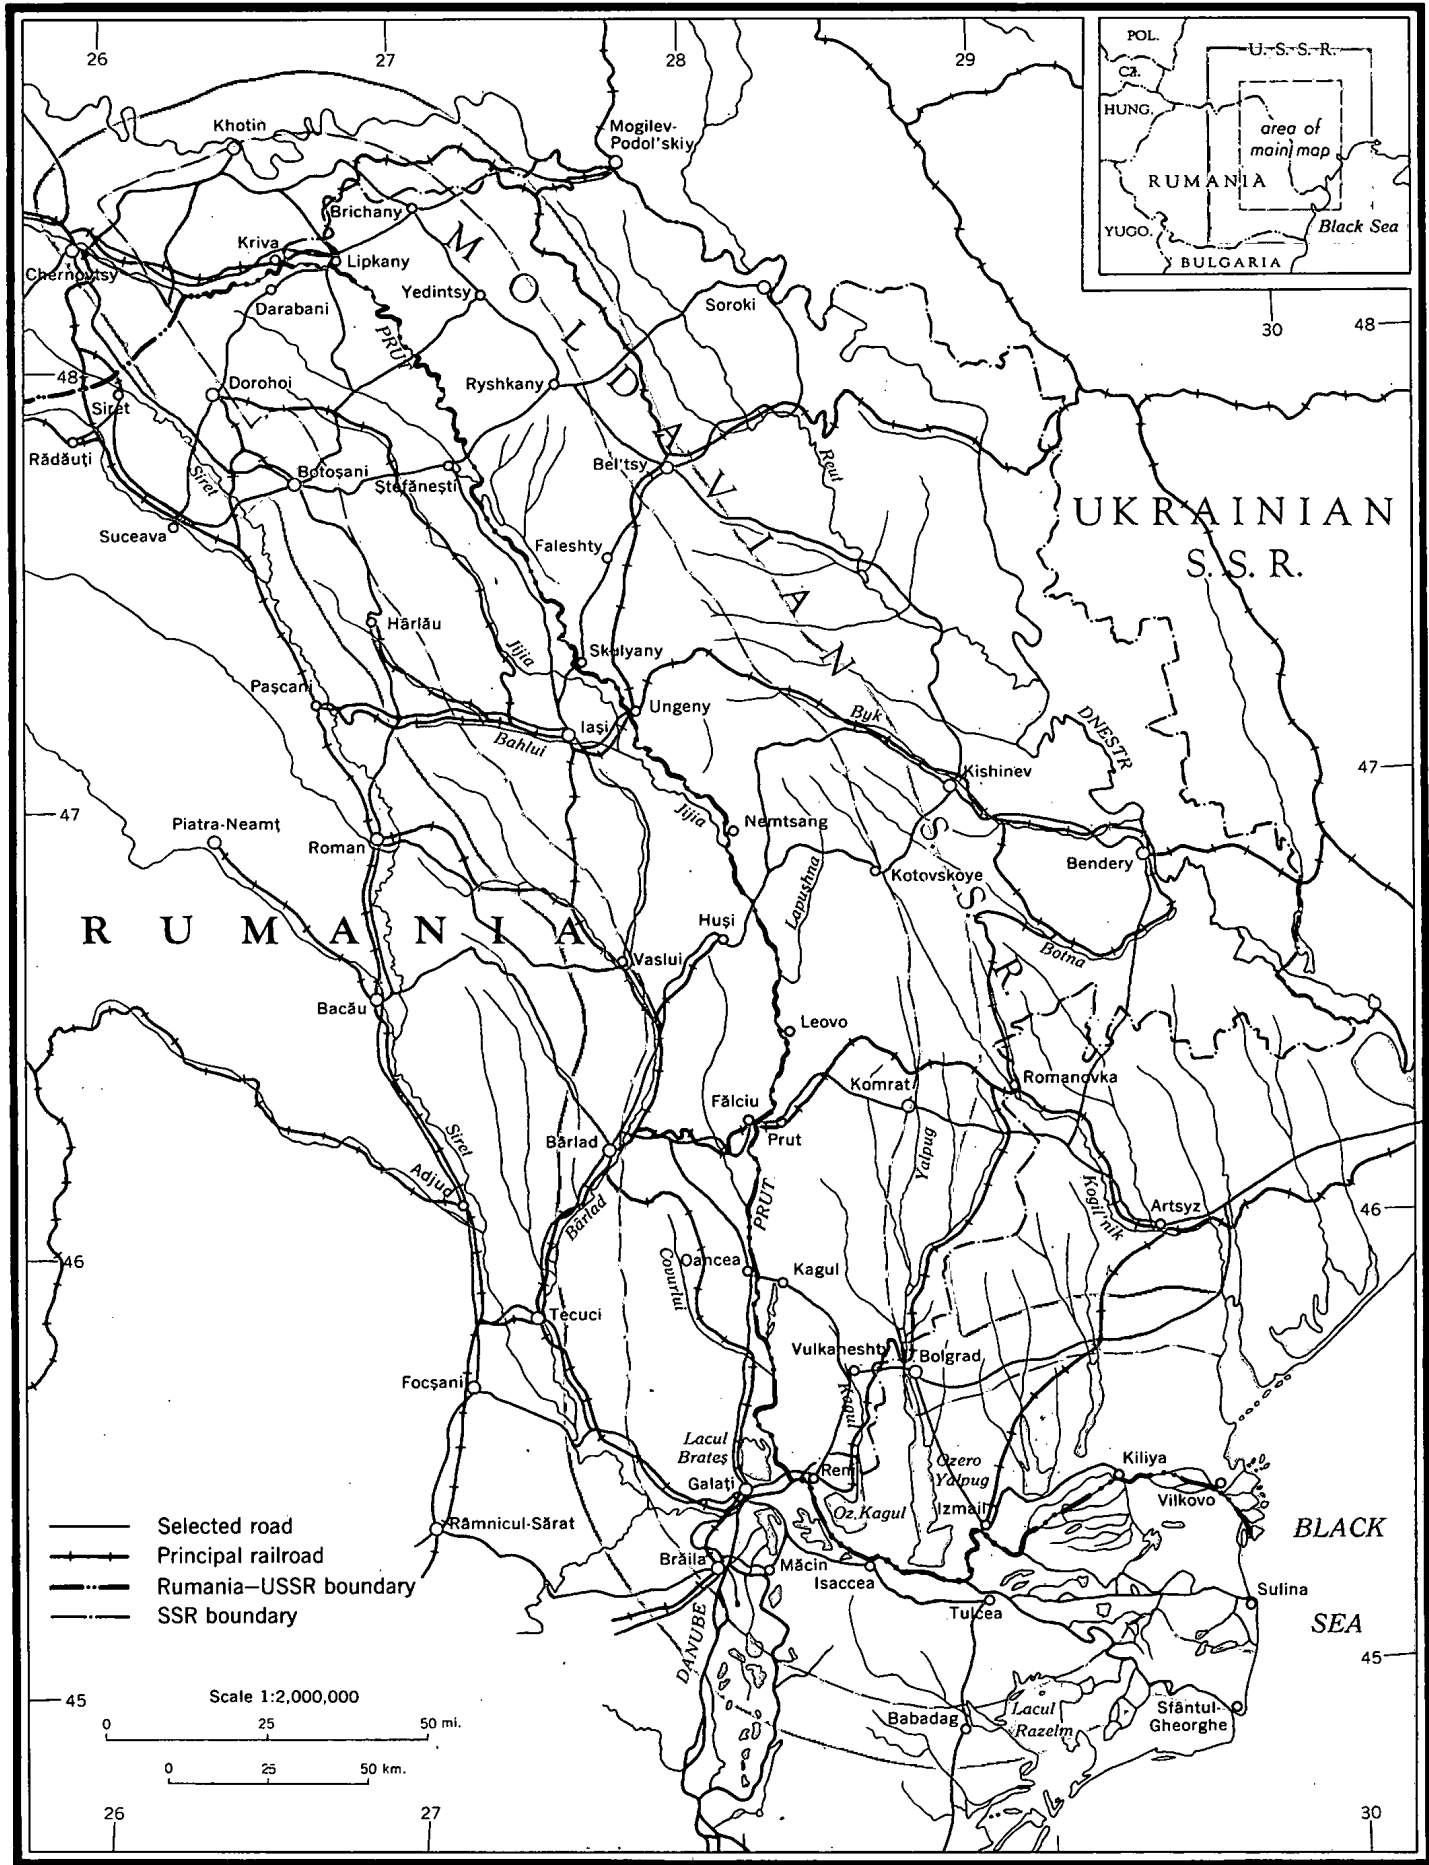 26
27
28
29
POL.
U. S. S. R.
CZ.
HUNG.
area of
main map
RUMANIA
YUGO.
Black Sea
BULGARIA
30
48
Khotin
Mogilev-
Podol'skiy
Brichany
Kriva
Lipkany
Chernovtsy
Darabani
Yedintsy
Soroki
PRUT
MOLDAVIAN
S. S. R.
48
Siret
Dorohoi
Ryshkany
Rădăuţi
Siret
Botoşani
Ştefăneşti
Bel'tsy
Reut
UKRAINIAN
S. S. R.
Suceava
Faleshty
Hârlău
Jijia
Skulyany
Paşcani
Iaşi
Ungeny
Bahlui
Byk
DNESTR
Kishinev
47
47
Piatra-Neamţ
Roman
Jijia
Nemtsang
Lapushna
Kotovskoye
Bendery
RUMANIA
Huşi
Vaslui
Botna
Bacău
Leovo
Komrat
Romanovka
Fălciu
Prut
Bârlad
Siret
Adjud
Yalpug
Kogil'nik
Artsyz
46
PRUT
Bârlad
46
Oancea
Kagul
Covurlui
Tecuci
Vulkaneshty
Bolgrad
Focşani
Kagul
Lacul
Brateş
Galaţi
Reni
Ozero
Yalpug
Kiliya
Vilkovo
Oz. Kagul
Izmail
BLACK
SEA
Râmnicul-Sărat
Brăila
Măcin
Isaccea
Tulcea
Sulina
DANUBE
45
Selected road
Principal railroad
Rumania—USSR boundary
SSR boundary
45
Scale 1:2,000,000
0 25 50 mi.
0 25 50 km.
Babadag
Lacul
Razelm
Sfântul-
Gheorghe
26
27
30